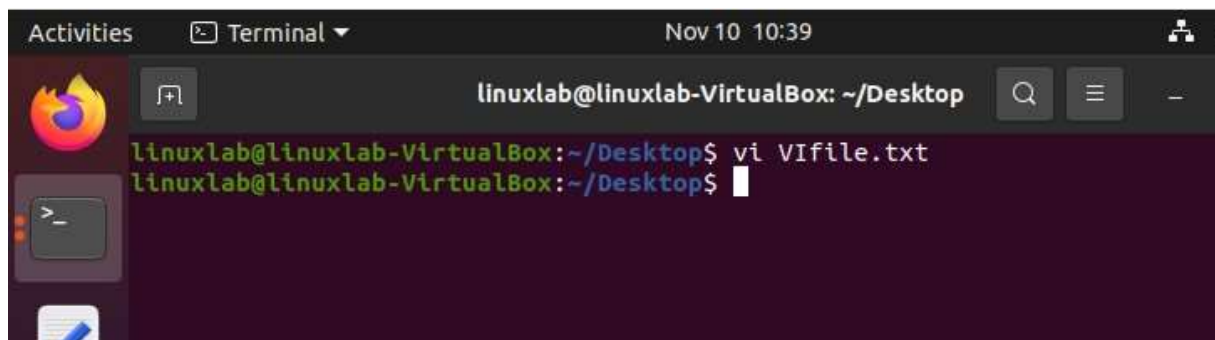 Activities Terminal Nov 10 10:39
linuxlab@linuxlab-VirtualBox: ~/Desktop
linuxlab@linuxlab-VirtualBox:~/Desktop$ vi VIfile.txt
linuxlab@linuxlab-VirtualBox:~/Desktop$